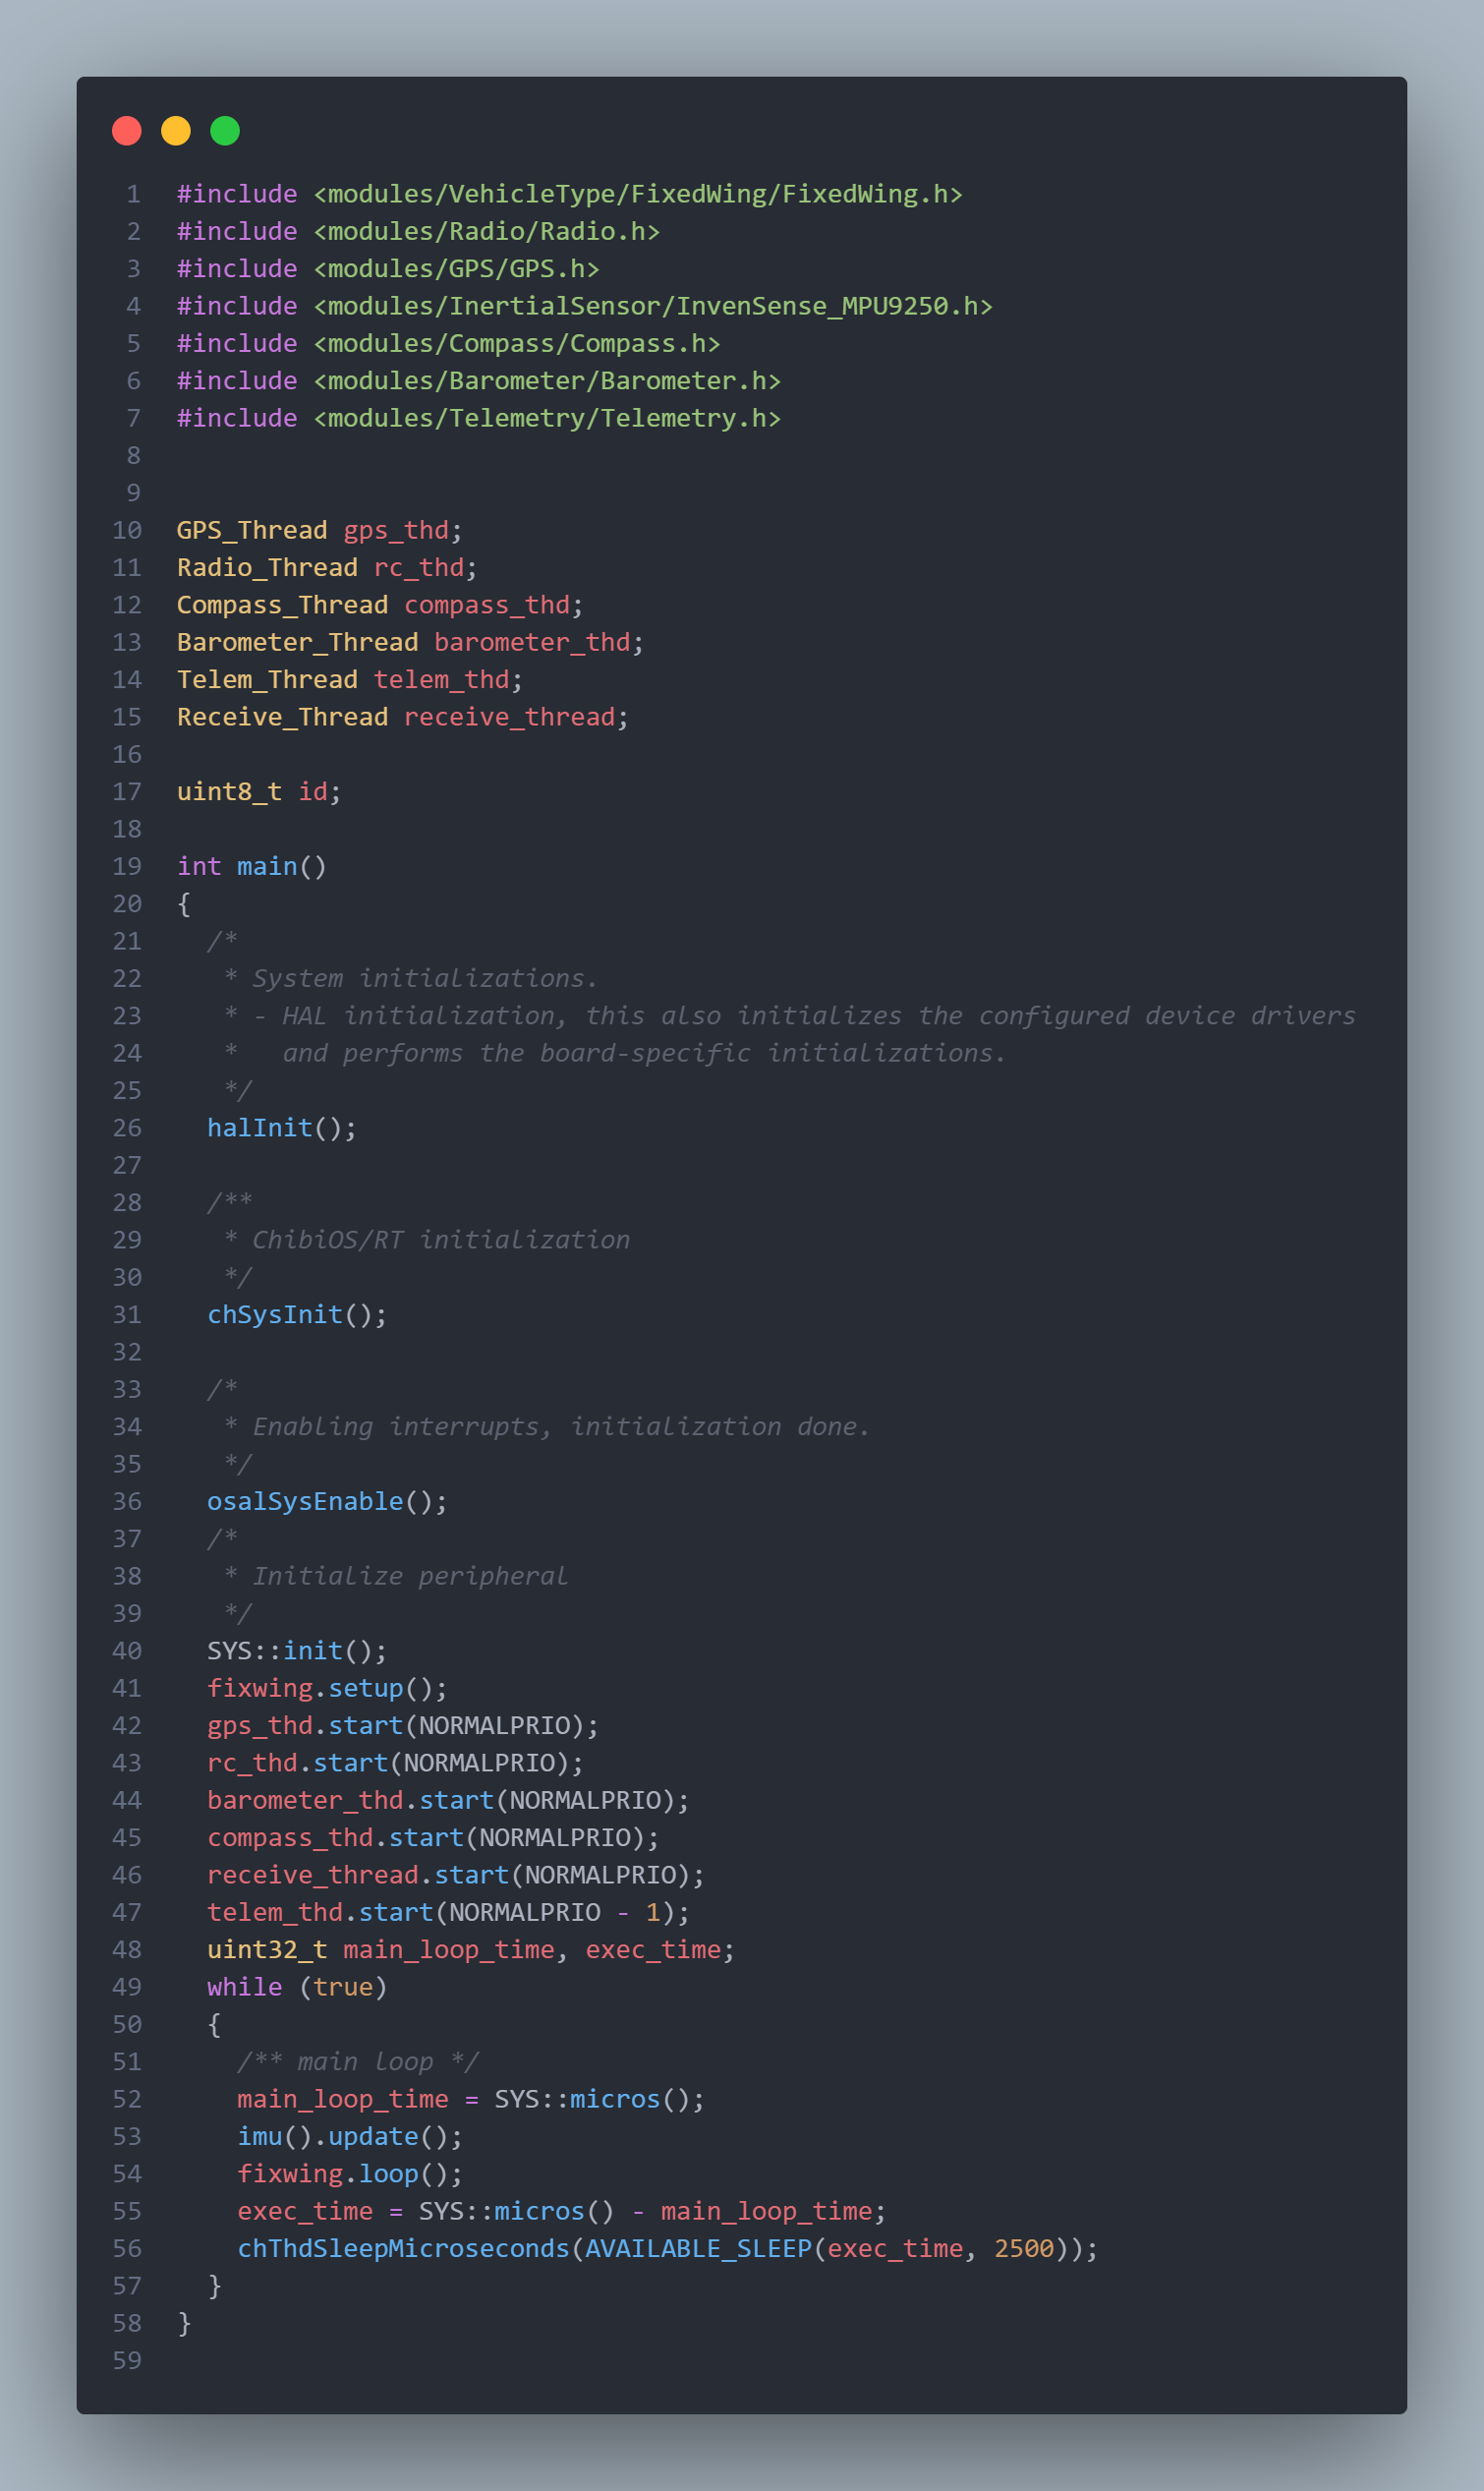 1 #include <modules/VehicleType/FixedWing/FixedWing.h>
2 #include <modules/Radio/Radio.h>
3 #include <modules/GPS/GPS.h>
4 #include <modules/InertialSensor/InvenSense_MPU9250.h>
5 #include <modules/Compass/Compass.h>
6 #include <modules/Barometer/Barometer.h>
7 #include <modules/Telemetry/Telemetry.h>
8
9
10 GPS_Thread gps_thd;
11 Radio_Thread rc_thd;
12 Compass_Thread compass_thd;
13 Barometer_Thread barometer_thd;
14 Telem_Thread telem_thd;
15 Receive_Thread receive_thread;
16
17 uint8_t id;
18
19 int main()
20 {
21   /*
22    * System initializations.
23    * - HAL initialization, this also initializes the configured device drivers
24    *   and performs the board-specific initializations.
25    */
26   halInit();
27
28   /**
29    * ChibiOS/RT initialization
30    */
31   chSysInit();
32
33   /*
34    * Enabling interrupts, initialization done.
35    */
36   osalSysEnable();
37   /*
38    * Initialize peripheral
39    */
40   SYS::init();
41   fixwing.setup();
42   gps_thd.start(NORMALPRIO);
43   rc_thd.start(NORMALPRIO);
44   barometer_thd.start(NORMALPRIO);
45   compass_thd.start(NORMALPRIO);
46   receive_thread.start(NORMALPRIO);
47   telem_thd.start(NORMALPRIO - 1);
48   uint32_t main_loop_time, exec_time;
49   while (true)
50   {
51     /** main loop */
52     main_loop_time = SYS::micros();
53     imu().update();
54     fixwing.loop();
55     exec_time = SYS::micros() - main_loop_time;
56     chThdSleepMicroseconds(AVAILABLE_SLEEP(exec_time, 2500));
57   }
58 }
59